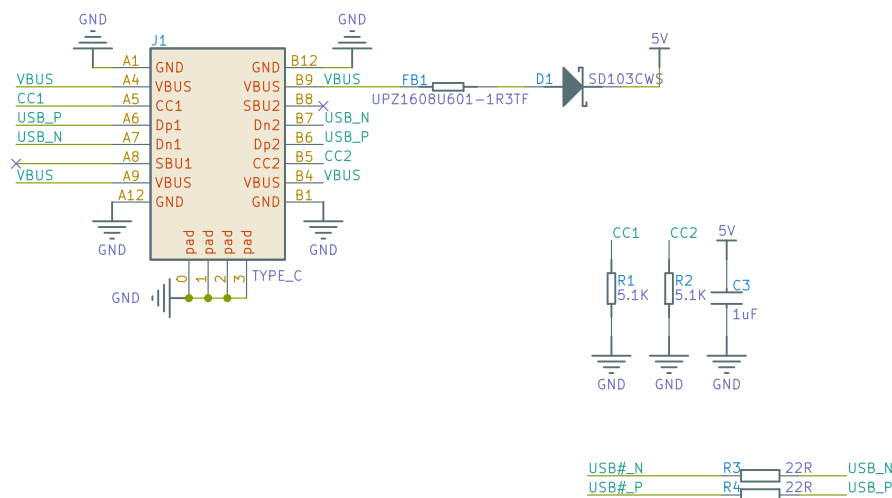 GND
GND
J1
5V
A1 GND GND B12
VBUS A4 VBUS VBUS B9 VBUS FB1 D1 SD103CWS
CC1 A5 CC1 SBU2 B8 UPZ1608U601-1R3TF
USB_P A6 Dp1 Dn2 B7 USB_N
USB_N A7 Dn1 Dp2 B6 USB_P
A8 SBU1 CC2 B5 CC2
VBUS A9 VBUS VBUS B4 VBUS
A12 GND GND B1
GND
GND
pad pad pad pad
0 1 2 3
TYPE_C
GND
CC1 CC2 5V
R1 R2 C3
5.1K 5.1K 1uF
GND GND GND
USB#_N R3 22R USB_N
USB#_P R4 22R USB_P